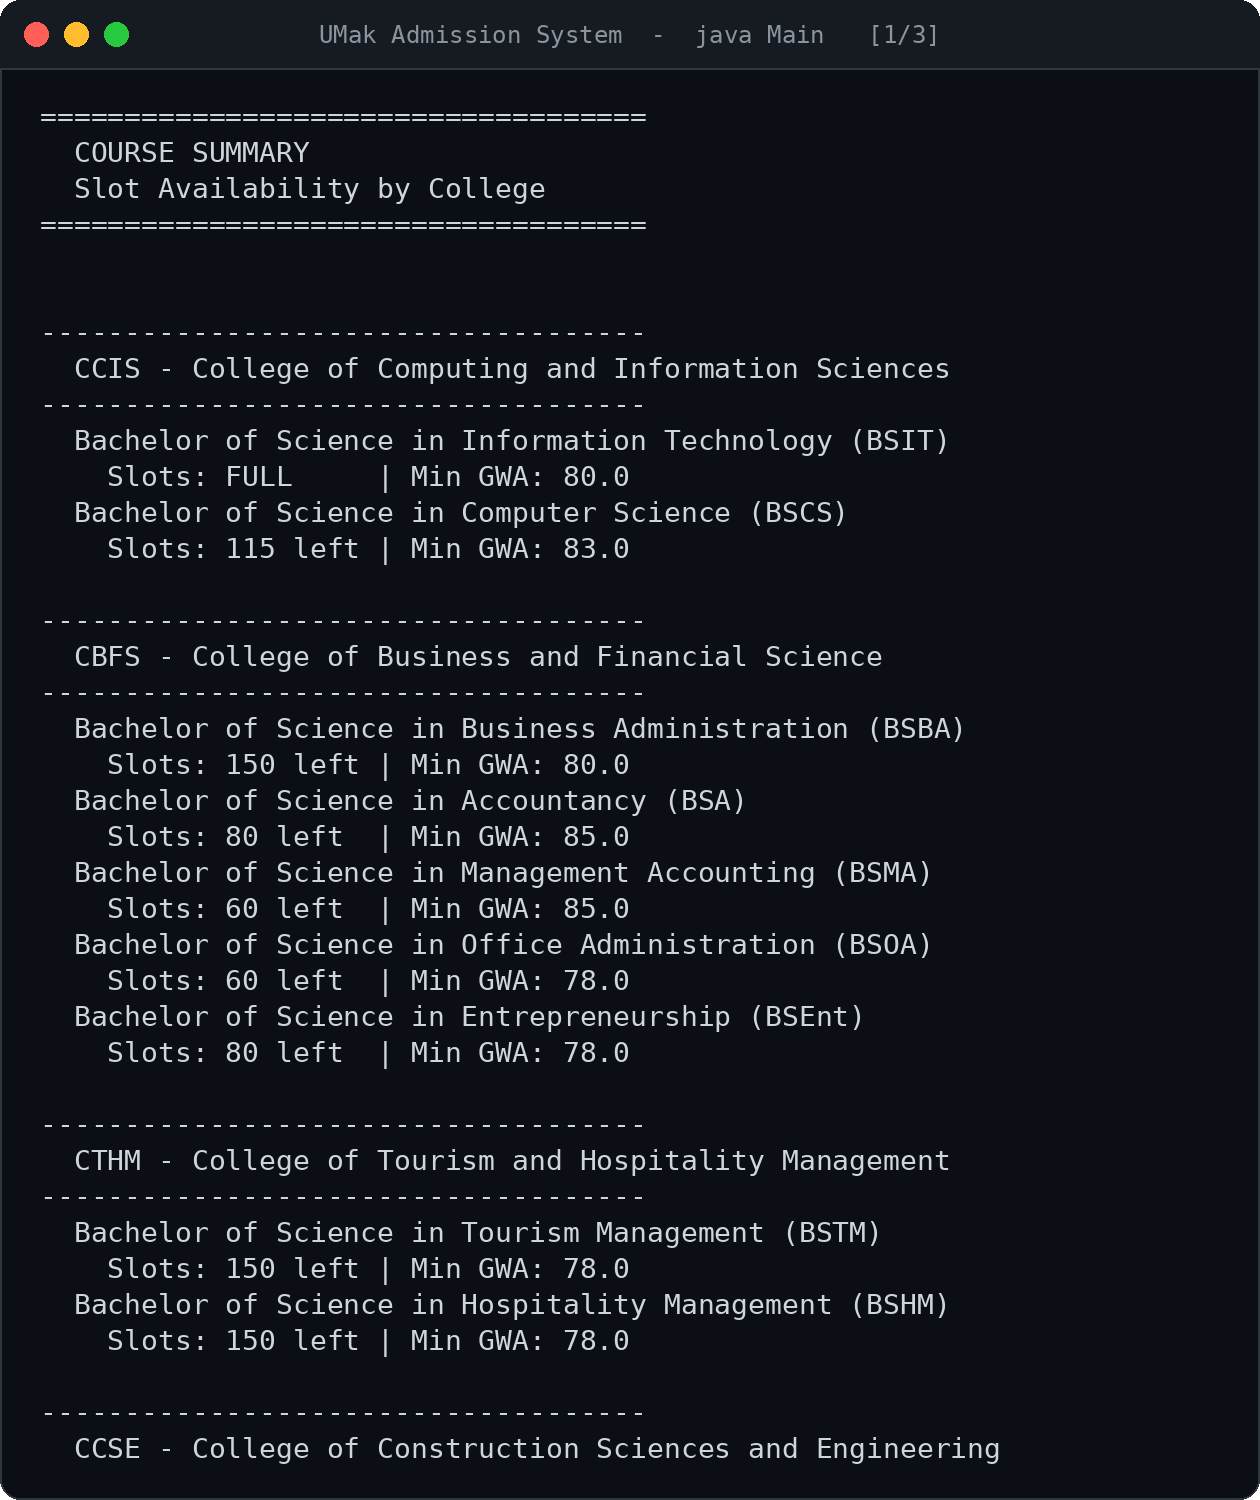 UMak Admission System  -  java Main   [1/3]
====================================
  COURSE SUMMARY
  Slot Availability by College
====================================
------------------------------------
  CCIS - College of Computing and Information Sciences
------------------------------------
  Bachelor of Science in Information Technology (BSIT)
    Slots: FULL     | Min GWA: 80.0
  Bachelor of Science in Computer Science (BSCS)
    Slots: 115 left | Min GWA: 83.0
------------------------------------
  CBFS - College of Business and Financial Science
------------------------------------
  Bachelor of Science in Business Administration (BSBA)
    Slots: 150 left | Min GWA: 80.0
  Bachelor of Science in Accountancy (BSA)
    Slots: 80 left  | Min GWA: 85.0
  Bachelor of Science in Management Accounting (BSMA)
    Slots: 60 left  | Min GWA: 85.0
  Bachelor of Science in Office Administration (BSOA)
    Slots: 60 left  | Min GWA: 78.0
  Bachelor of Science in Entrepreneurship (BSEnt)
    Slots: 80 left  | Min GWA: 78.0
------------------------------------
  CTHM - College of Tourism and Hospitality Management
------------------------------------
  Bachelor of Science in Tourism Management (BSTM)
    Slots: 150 left | Min GWA: 78.0
  Bachelor of Science in Hospitality Management (BSHM)
    Slots: 150 left | Min GWA: 78.0
------------------------------------
  CCSE - College of Construction Sciences and Engineering